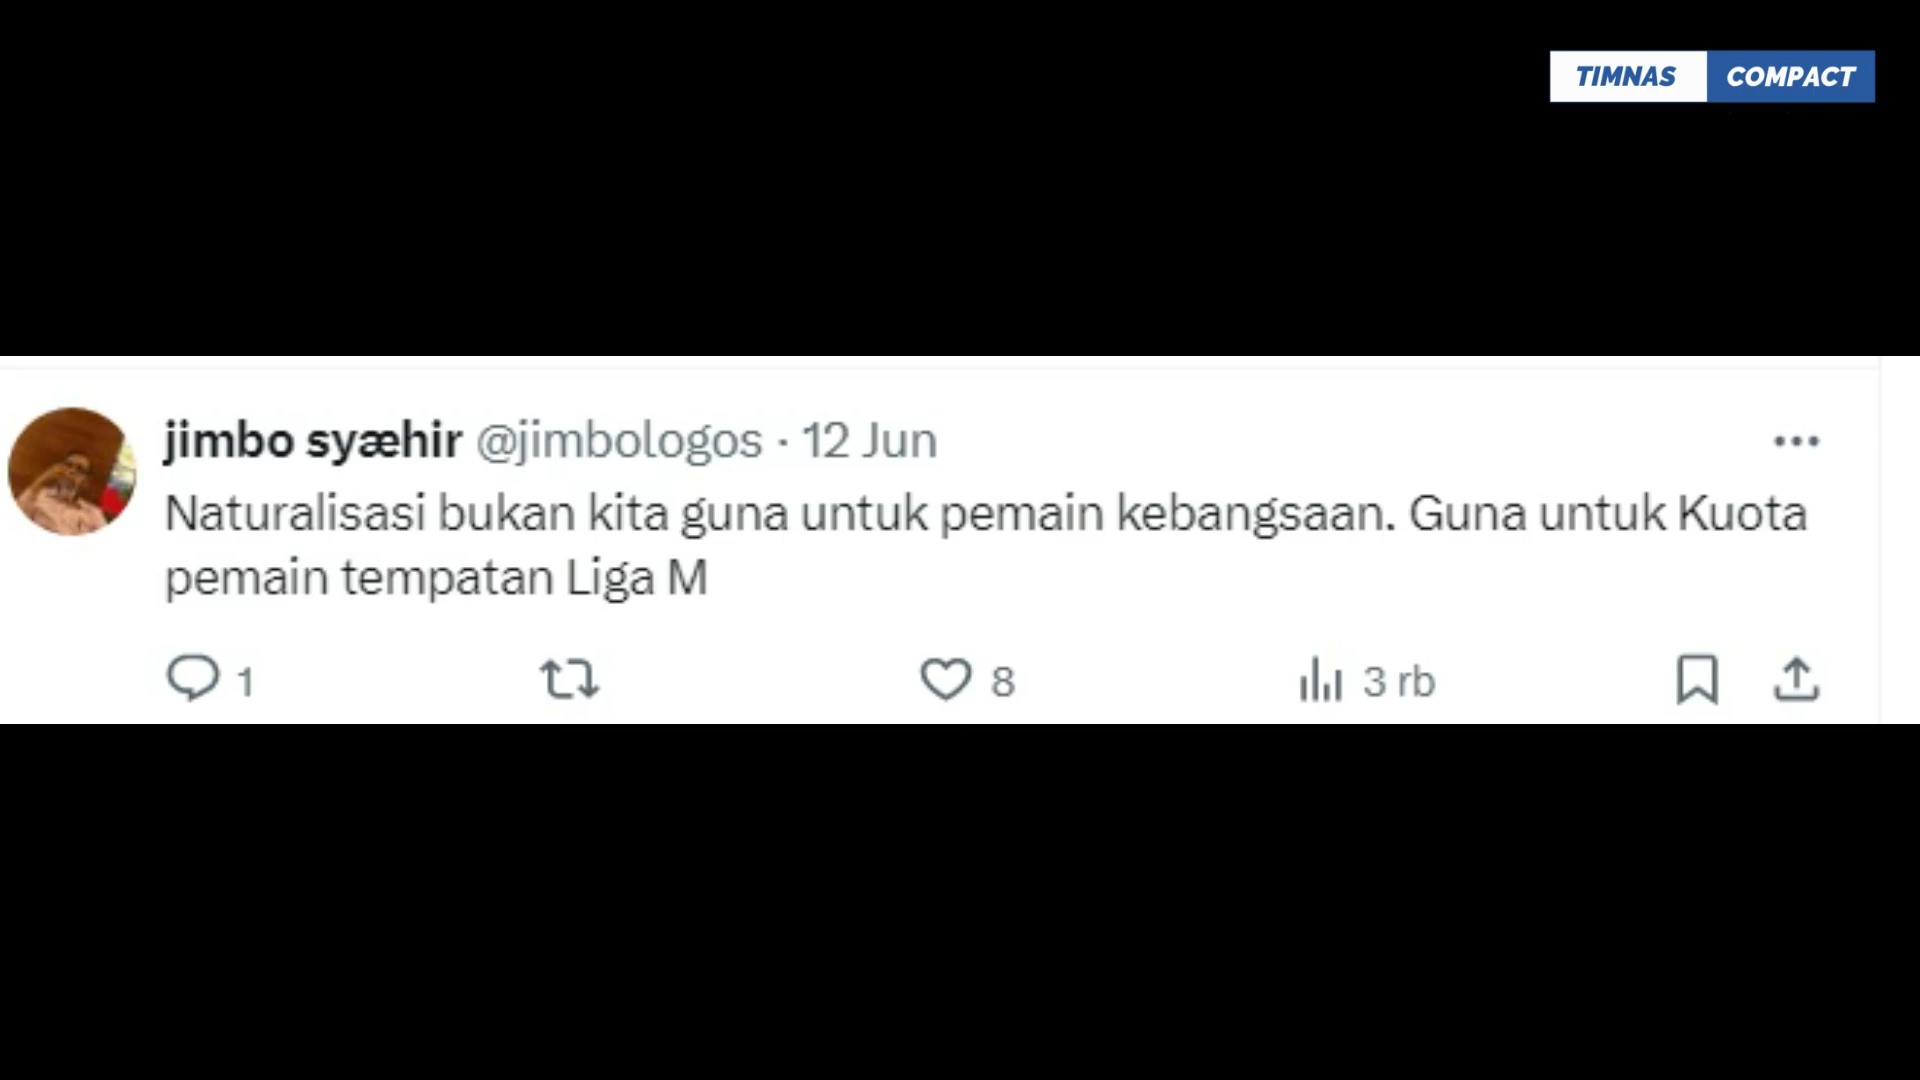 TIMNAS COMPACT
jimbo syæhir @jimbologos · 12 Jun
Naturalisasi bukan kita guna untuk pemain kebangsaan. Guna untuk Kuota
pemain tempatan Liga M
1 8 3 rb